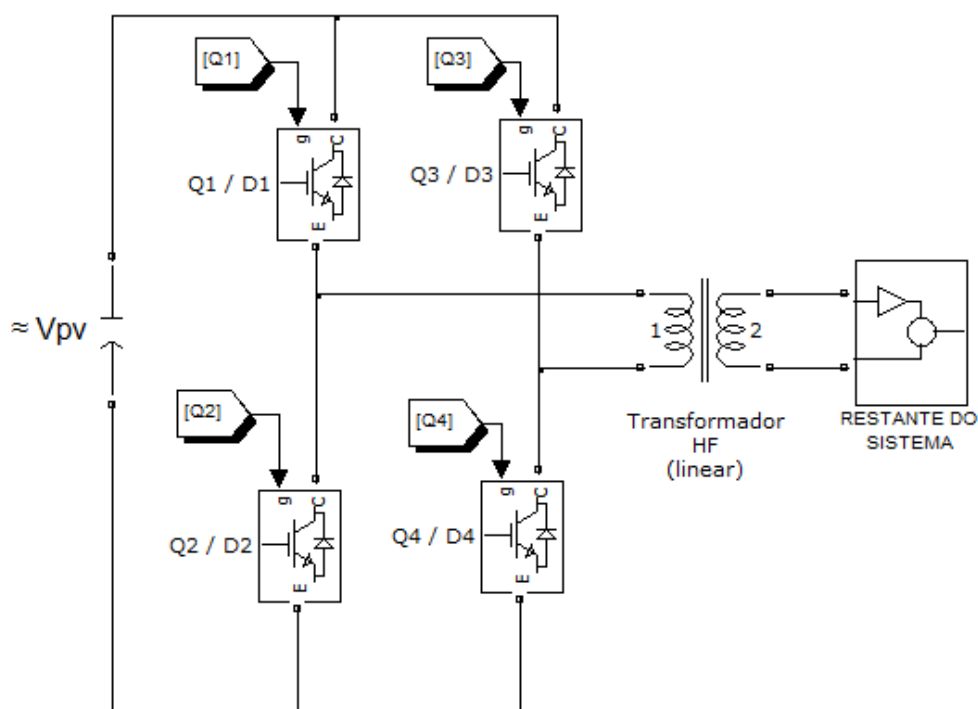 [Q1]
[Q3]
g
C
E
Q1 / D1
g
C
E
Q3 / D3
≈ Vpv
1
2
[Q2]
[Q4]
Transformador
HF
(linear)
RESTANTE DO
SISTEMA
g
C
E
Q2 / D2
g
C
E
Q4 / D4